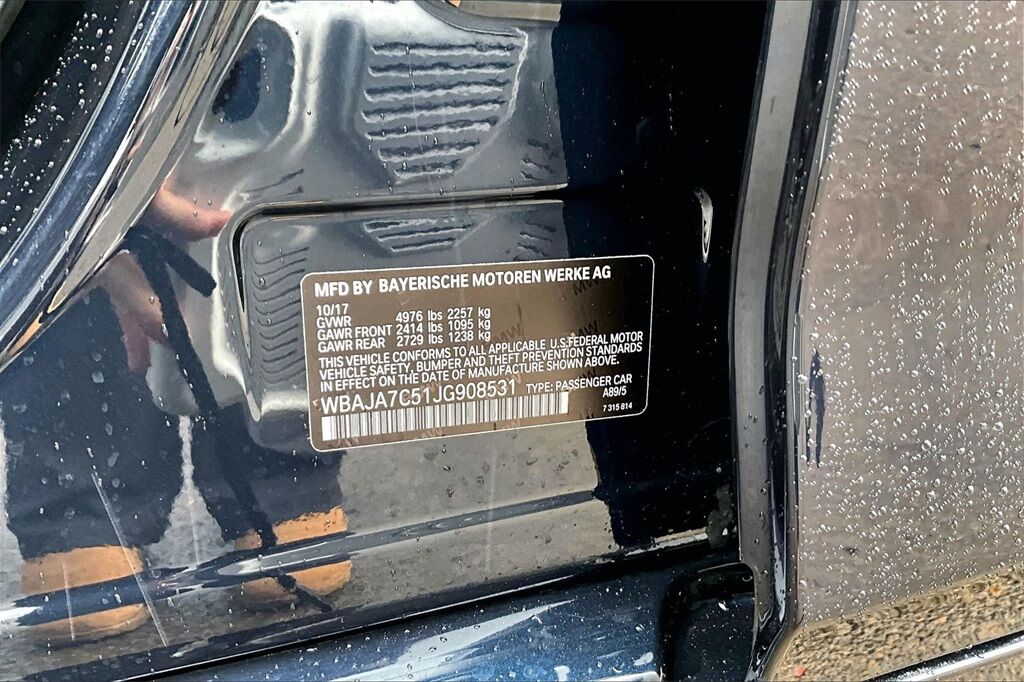 MFD BY BAYERISCHE MOTOREN WERKE AG
10/17
GVWR 4976 lbs 2257 kg
GAWR FRONT 2414 lbs 1095 kg
GAWR REAR 2729 lbs 1238 kg
THIS VEHICLE CONFORMS TO ALL APPLICABLE U.S.FEDERAL MOTOR
VEHICLE SAFETY, BUMPER AND THEFT PREVENTION STANDARDS
IN EFFECT ON THE DATE OF MANUFACTURE SHOWN ABOVE.
WBAJA7C51JG908531 TYPE: PASSENGER CAR
A89/5
7 315 814